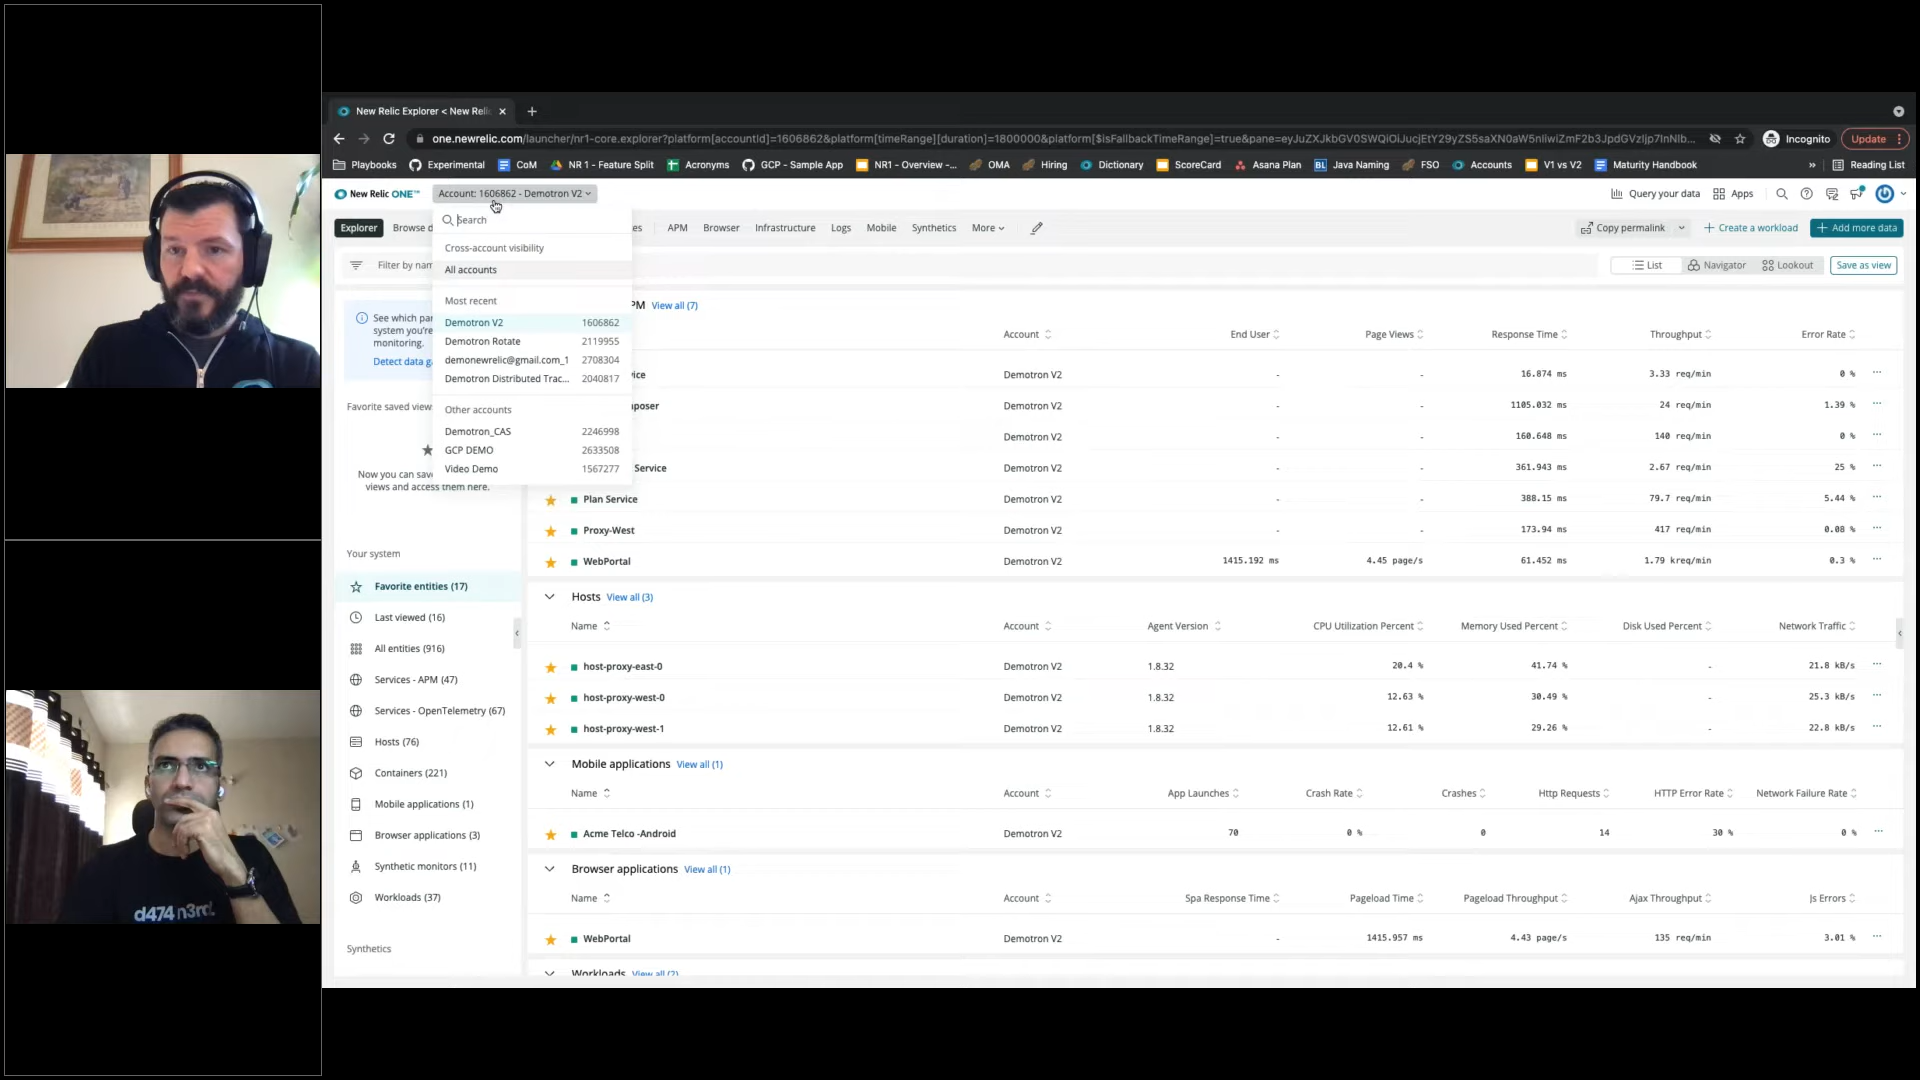 New Relic Explorer < New Reli
one.newrelic.com/launcher/nr1-core.explorer?platform[accountId]=1606862&platform[timeRange][duration]=1800000&platform[$isFallbackTimeRange]=true&pane=
Incognito
Update
Playbooks
Experimental
CoM
NR 1 - Feature Split
Acronyms
GCP - Sample App
NR1 - Overview -...
OMA
Hiring
Dictionary
ScoreCard
Asana Plan
BL Java Naming
FSO
Accounts
V1 vs V2
Maturity Handbook
»
Reading List
New Relic ONE™
Account: 1606862 - Demotron V2
Query your data
Apps
Search
Explorer
Browse d
es
APM
Browser
Infrastructure
Logs
Mobile
Synthetics
More
Copy permalink
+ Create a workload
+ Add more data
Cross-account visibility
All accounts
Filter by nam
List
Navigator
Lookout
Save as view
Most recent
Demotron V2 1606862
Demotron Rotate 2119955
demonewrelic@gmail.com_1 2708304
Demotron Distributed Trac... 2040817
Other accounts
Demotron_CAS 2246998
GCP DEMO 2633508
Video Demo 1567277
See which par
system you're
monitoring.
Detect data ga
Favorite saved view
Now you can save
views and access them here.
Your system
Favorite entities (17)
Last viewed (16)
All entities (916)
Services - APM (47)
Services - OpenTelemetry (67)
Hosts (76)
Containers (221)
Mobile applications (1)
Browser applications (3)
Synthetic monitors (11)
Workloads (37)
Synthetics
PM View all (7)
Account End User Page Views Response Time Throughput Error Rate
ice Demotron V2 - - 16.874 ms 3.33 req/min 0 % ...
poser Demotron V2 - - 1105.032 ms 24 req/min 1.39 % ...
Demotron V2 - - 160.648 ms 140 req/min 0 % ...
Service Demotron V2 - - 361.943 ms 2.67 req/min 25 % ...
Plan Service Demotron V2 - - 388.15 ms 79.7 req/min 5.44 % ...
Proxy-West Demotron V2 - - 173.94 ms 417 req/min 0.08 % ...
WebPortal Demotron V2 1415.192 ms 4.45 page/s 61.452 ms 1.79 kreq/min 0.3 % ...
Hosts View all (3)
Name Account Agent Version CPU Utilization Percent Memory Used Percent Disk Used Percent Network Traffic
host-proxy-east-0 Demotron V2 1.8.32 20.4 % 41.74 % - 21.8 kB/s ...
host-proxy-west-0 Demotron V2 1.8.32 12.63 % 30.49 % - 25.3 kB/s ...
host-proxy-west-1 Demotron V2 1.8.32 12.61 % 29.26 % - 22.8 kB/s ...
Mobile applications View all (1)
Name Account App Launches Crash Rate Crashes Http Requests HTTP Error Rate Network Failure Rate
Acme Telco -Android Demotron V2 70 0 % 0 14 30 % 0 % ...
Browser applications View all (1)
Name Account Spa Response Time Pageload Time Pageload Throughput Ajax Throughput Js Errors
WebPortal Demotron V2 - 1415.957 ms 4.43 page/s 135 req/min 3.01 % ...
Workloads View all (2)
d474 n3rd.